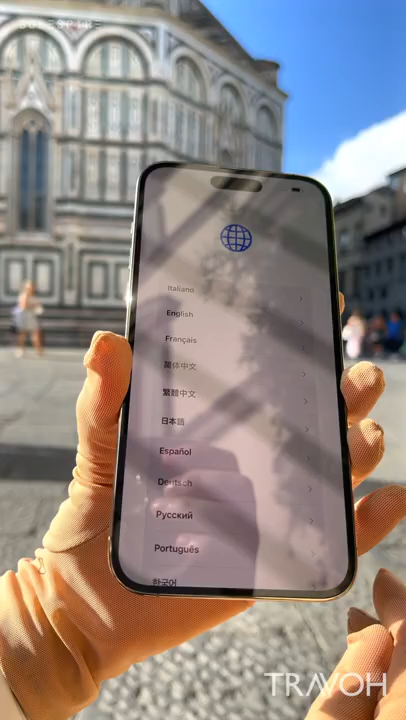 Italiano
English
Français
简体中文
繁體中文
日本語
Español
Deutsch
Русский
Português
한국어
TRAVOH